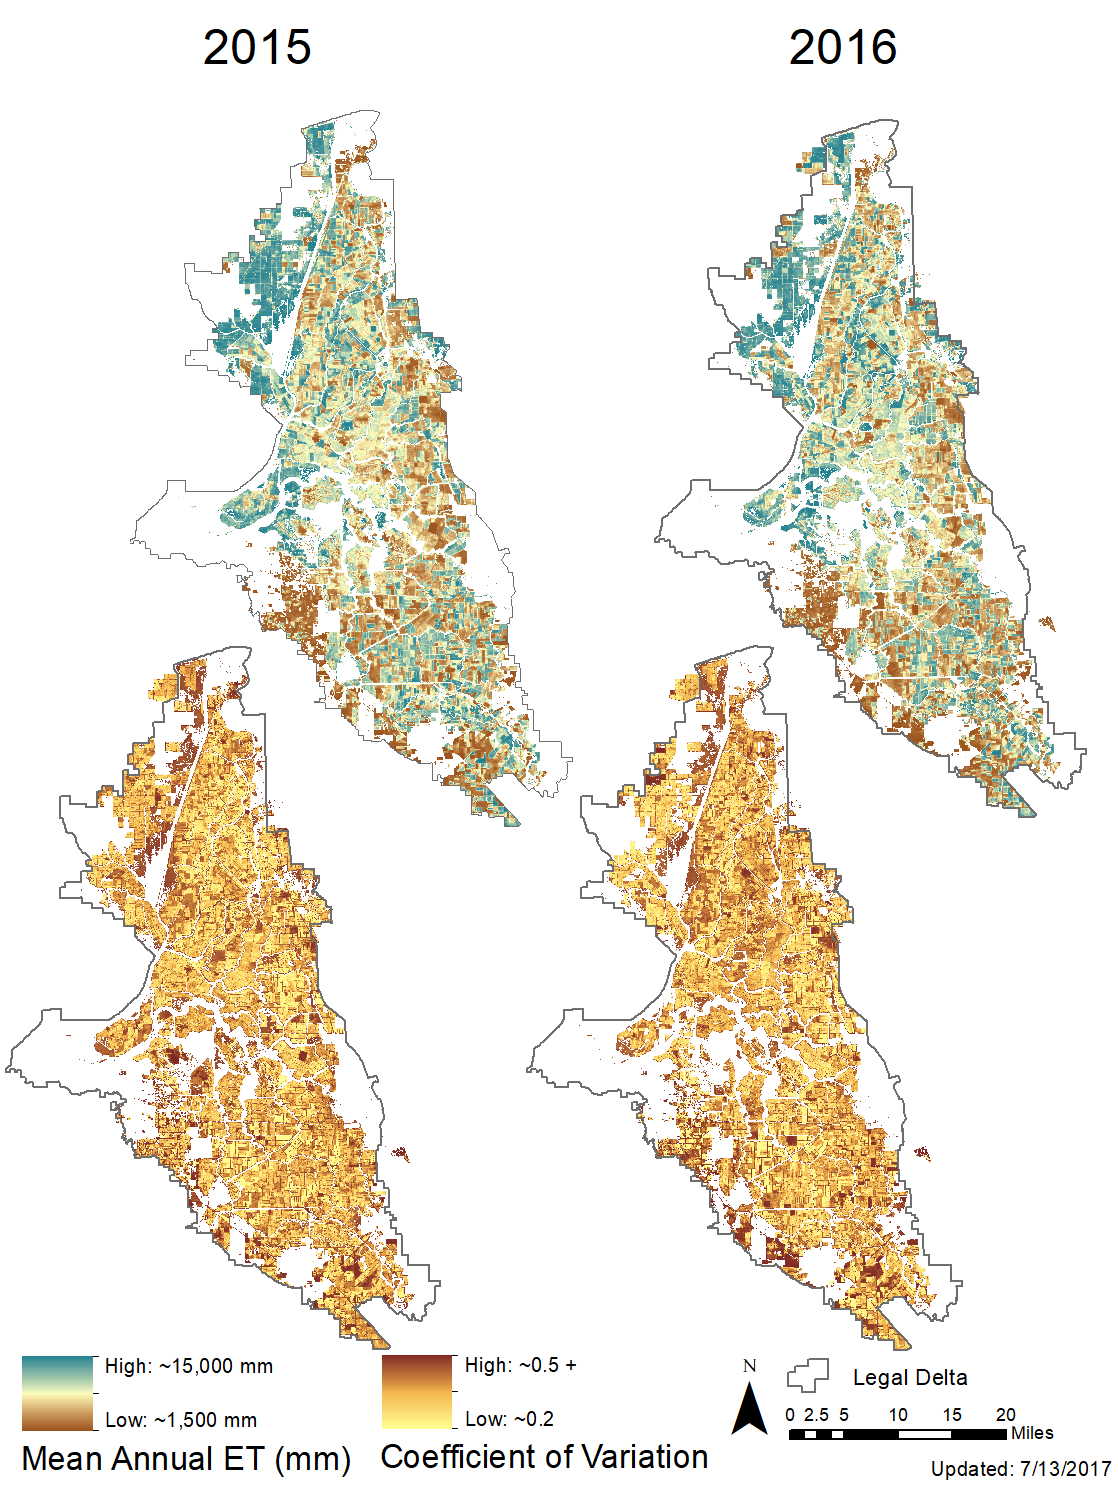 2015
2016
High: ~15,000 mm
Low: ~1,500 mm
Mean Annual ET (mm)
High: ~0.5 +
Low: ~0.2
Coefficient of Variation
N
Legal Delta
0 2.5 5 10 15 20
Miles
Updated: 7/13/2017